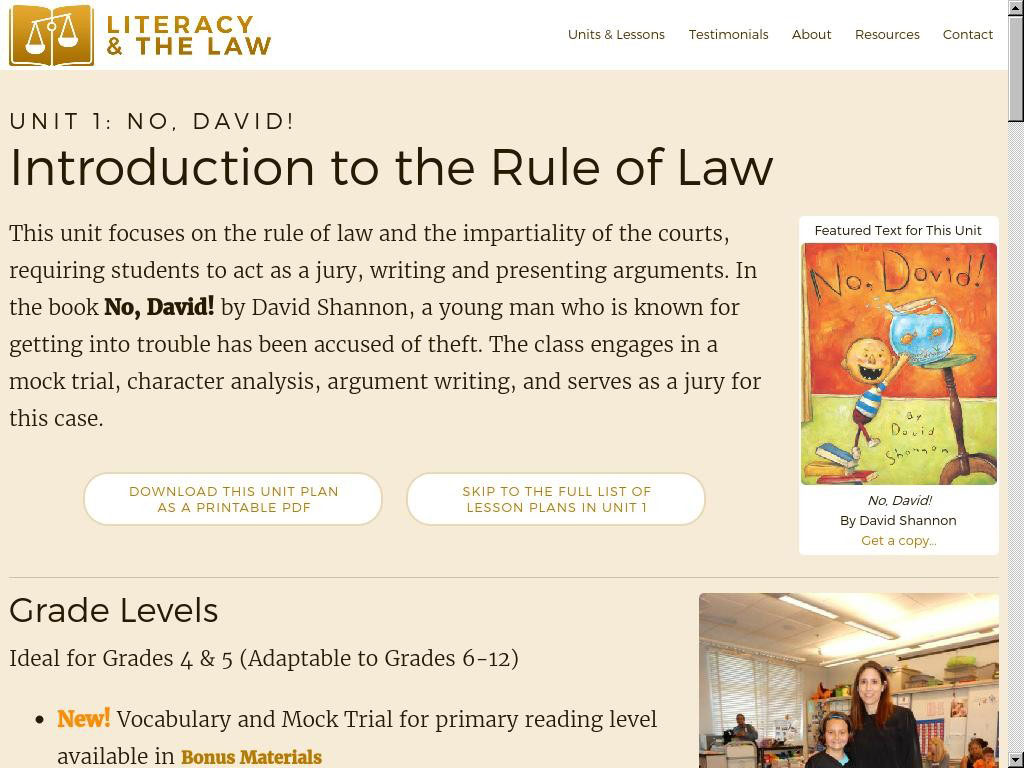 LITERACY
& THE LAW
Units & Lessons
Testimonials
About
Resources
Contact
UNIT 1: NO, DAVID!
Introduction to the Rule of Law
This unit focuses on the rule of law and the impartiality of the courts,
requiring students to act as a jury, writing and presenting arguments. In
the book No, David! by David Shannon, a young man who is known for
getting into trouble has been accused of theft. The class engages in a
mock trial, character analysis, argument writing, and serves as a jury for
this case.
DOWNLOAD THIS UNIT PLAN
AS A PRINTABLE PDF
SKIP TO THE FULL LIST OF
LESSON PLANS IN UNIT 1
Featured Text for This Unit
No, David!
By
David
Shannon
No, David!
By David Shannon
Get a copy...
Grade Levels
Ideal for Grades 4 & 5 (Adaptable to Grades 6-12)
• New! Vocabulary and Mock Trial for primary reading level
available in Bonus Materials